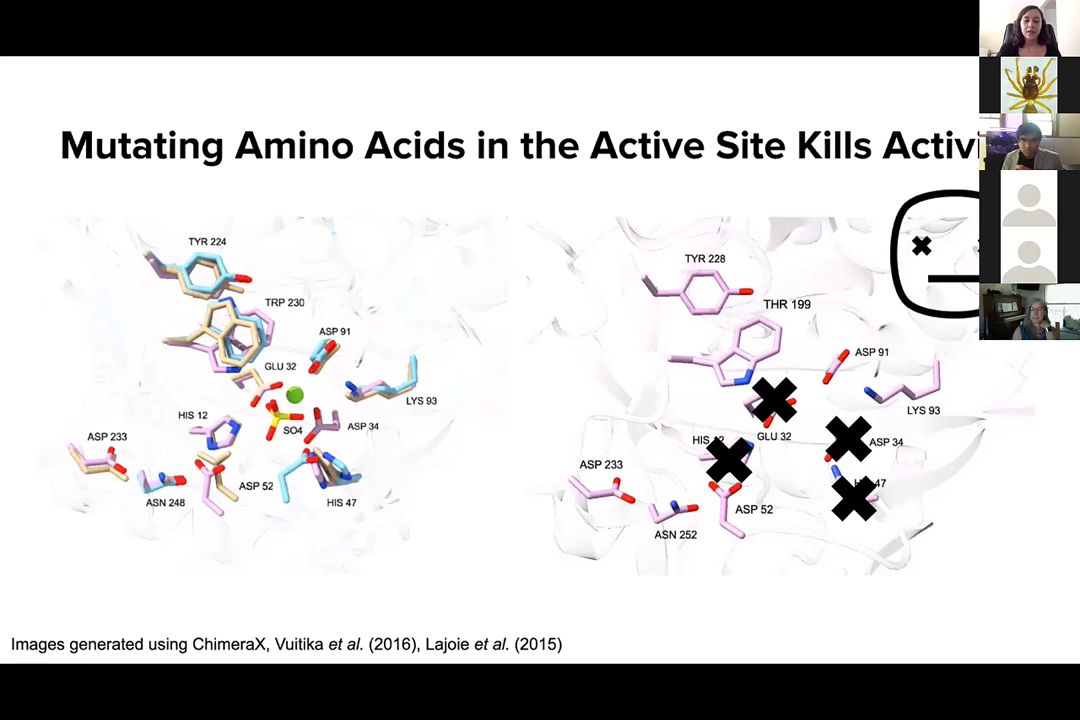 Mutating Amino Acids in the Active Site Kills Activi
TYR 224
TRP 230
ASP 91
GLU 32
LYS 93
HIS 12
SO4
ASP 34
ASP 233
ASP 52
ASN 248
HIS 47
TYR 228
THR 199
ASP 91
LYS 93
GLU 32
HIS 12
ASP 34
ASP 233
47
ASP 52
ASN 252
Images generated using ChimeraX, Vuitika et al. (2016), Lajoie et al. (2015)